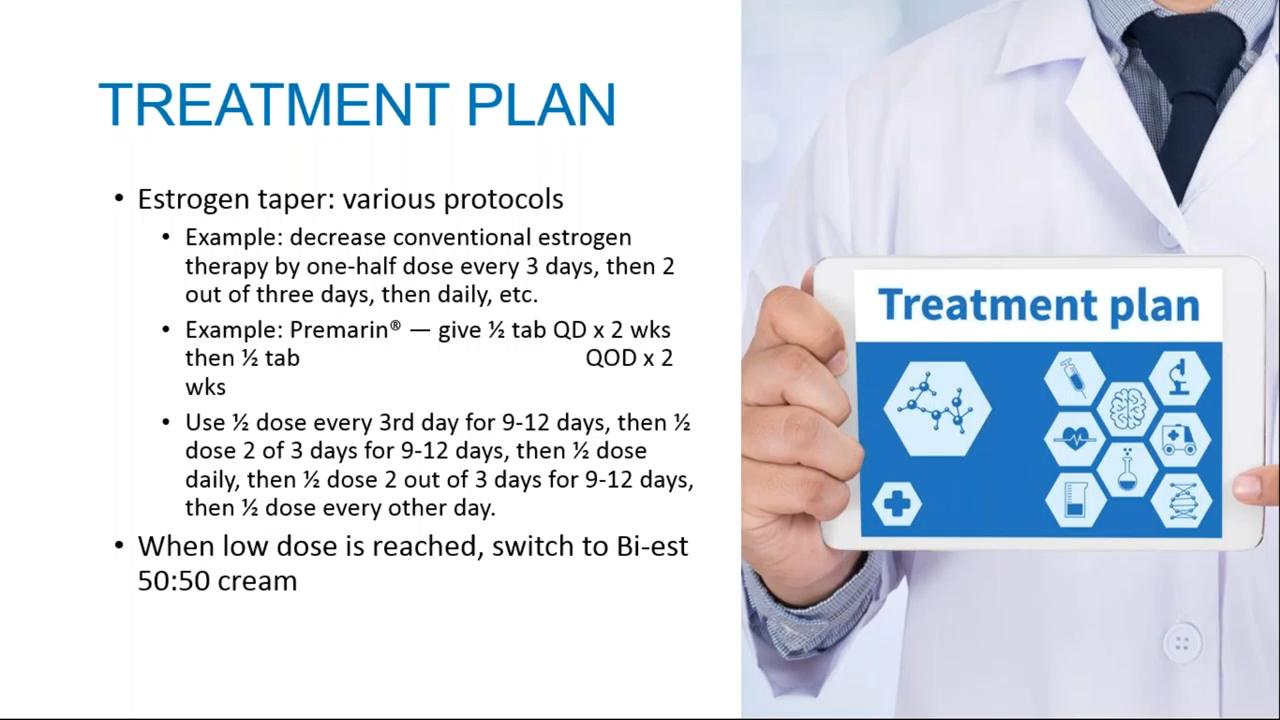 TREATMENT PLAN
• Estrogen taper: various protocols
• Example: decrease conventional estrogen
therapy by one-half dose every 3 days, then 2
out of three days, then daily, etc.
• Example: Premarin® — give ½ tab QD x 2 wks
then ½ tab QOD x 2
wks
• Use ½ dose every 3rd day for 9-12 days, then ½
dose 2 of 3 days for 9-12 days, then ½ dose
daily, then ½ dose 2 out of 3 days for 9-12 days,
then ½ dose every other day.
• When low dose is reached, switch to Bi-est
50:50 cream
Treatment plan